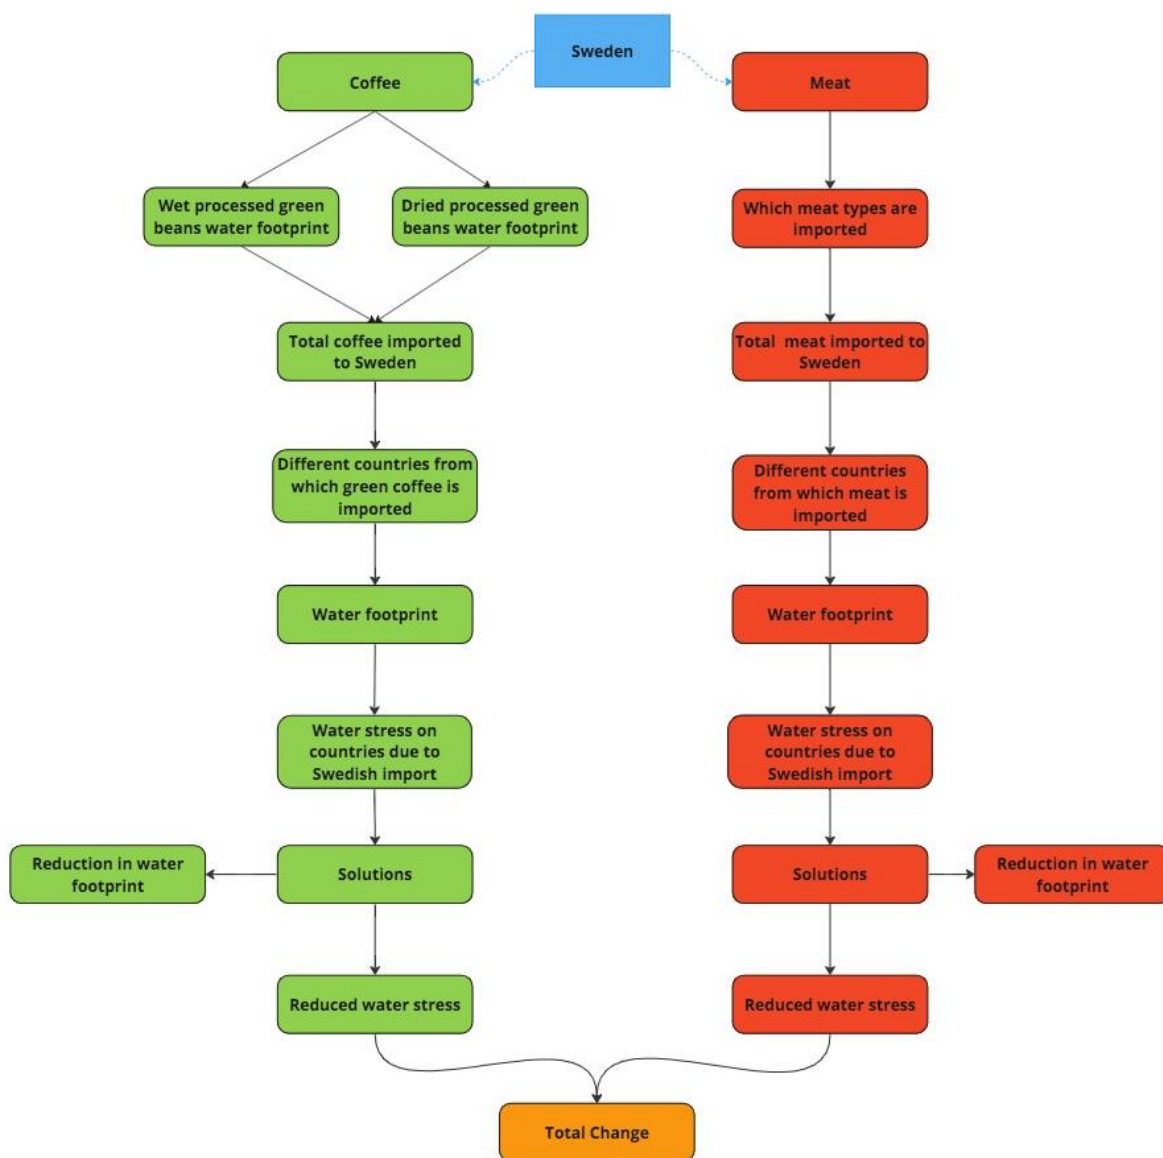 Sweden
Coffee
Meat
Wet processed green
beans water footprint
Dried processed green
beans water footprint
Which meat types are
imported
Total coffee imported
to Sweden
Total meat imported to
Sweden
Different countries from
which green coffee is
imported
Different countries
from which meat is
imported
Water footprint
Water footprint
Water stress on
countries due to
Swedish import
Water stress on
countries due to
Swedish import
Reduction in water
footprint
Solutions
Solutions
Reduction in water
footprint
Reduced water stress
Reduced water stress
Total Change